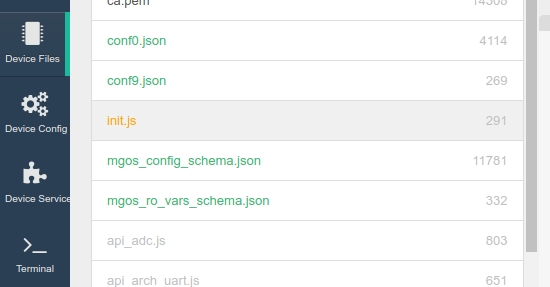 ca.pem 14308
Device Files
conf0.json 4114
conf9.json 269
Device Config
init.js 291
mgos_config_schema.json 11781
Device Service
mgos_ro_vars_schema.json 332
api_adc.js 803
Terminal
api_arch_uart.js 651